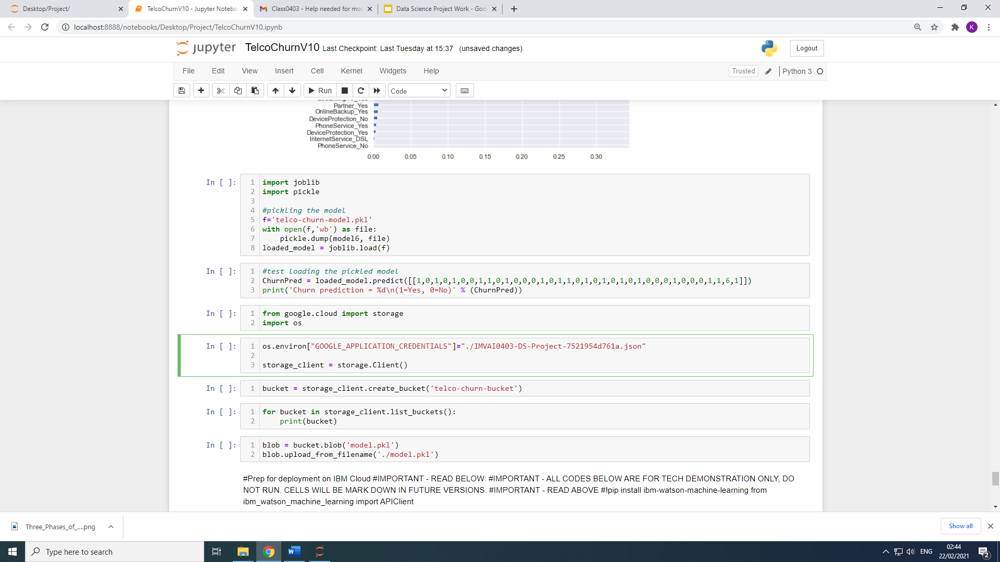 Desktop/Project/
TelcoChurnV10 - Jupyter Notebo
Class0403 - Help needed for mo
Data Science Project Work - Goo
localhost:8888/notebooks/Desktop/Project/TelcoChurnV10.ipynb
K
jupyter TelcoChurnV10 Last Checkpoint: Last Tuesday at 15:37 (unsaved changes)
Logout
File Edit View Insert Cell Kernel Widgets Help
Trusted Python 3
Run Code
Partner_Yes
OnlineBackup_Yes
DeviceProtection_No
PhoneService_Yes
DeviceProtection_Yes
InternetService_DSL
PhoneService_No
0.00 0.05 0.10 0.15 0.20 0.25 0.30
In [ ]:
1 import joblib
2 import pickle
3
4 #pickling the model
5 f='telco-churn-model.pkl'
6 with open(f,'wb') as file:
7     pickle.dump(model6, file)
8 loaded_model = joblib.load(f)
In [ ]:
1 #test loading the pickled model
2 ChurnPred = loaded_model.predict([[1,0,1,0,1,0,0,1,1,0,1,0,0,0,1,0,1,1,0,1,0,1,0,1,0,1,0,0,0,1,0,0,0,1,1,6,1]])
3 print('Churn prediction = %d\n(1=Yes, 0=No)' % (ChurnPred))
In [ ]:
1 from google.cloud import storage
2 import os
In [ ]:
1 os.environ["GOOGLE_APPLICATION_CREDENTIALS"]="./IMVAI0403-DS-Project-7521954d761a.json"
2
3 storage_client = storage.Client()
In [ ]:
1 bucket = storage_client.create_bucket('telco-churn-bucket')
In [ ]:
1 for bucket in storage_client.list_buckets():
2     print(bucket)
In [ ]:
1 blob = bucket.blob('model.pkl')
2 blob.upload_from_filename('./model.pkl')
#Prep for deployment on IBM Cloud #IMPORTANT - READ BELOW: #IMPORTANT - ALL CODES BELOW ARE FOR TECH DEMONSTRATION ONLY, DO
NOT RUN. CELLS WILL BE MARK DOWN IN FUTURE VERSIONS. #IMPORTANT - READ ABOVE #!pip install ibm-watson-machine-learning from
ibm_watson_machine_learning import APIClient
Three_Phases_of_....png
Show all
Type here to search
ENG
02:44
22/02/2021
2